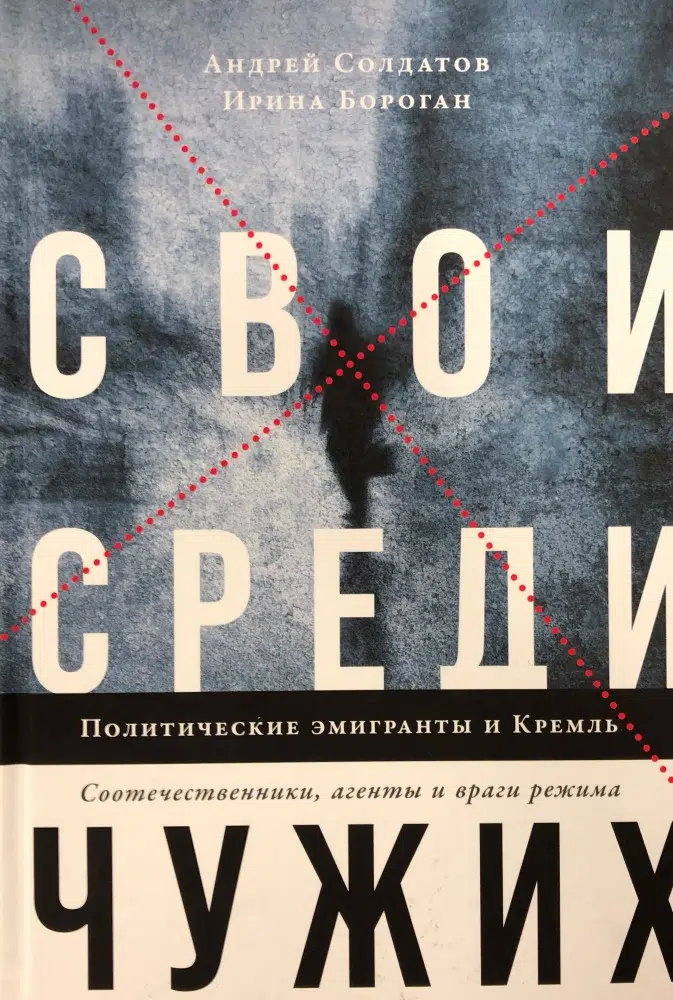 Андрей Солдатов
Ирина Бороган
СВОИ
СРЕДИ
Политические эмигранты и Кремль
Соотечественники, агенты и враги режима
ЧУЖИХ